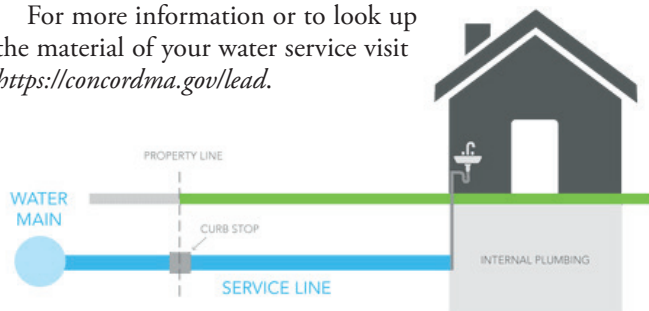 For more information or to look up
the material of your water service visit
https://concordma.gov/lead.
PROPERTY LINE
WATER
MAIN
CURB STOP
INTERNAL PLUMBING
SERVICE LINE